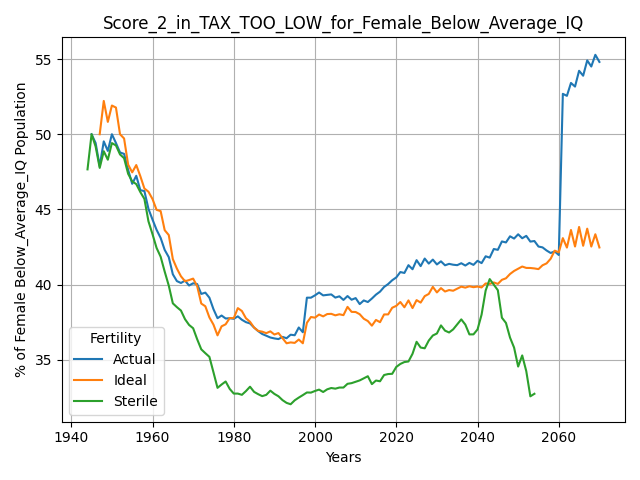 Score_2_in_TAX_TOO_LOW_for_Female_Below_Average_IQ
% of Female Below_Average_IQ Population
55
50
45
40
35
Fertility
Actual
Ideal
Sterile
1940 1960 1980 2000 2020 2040 2060
Years